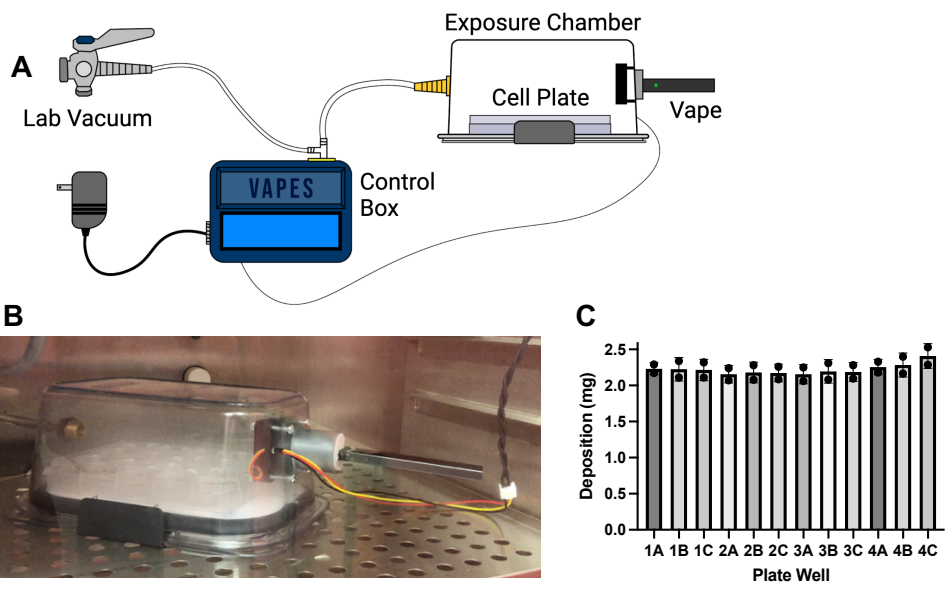 A
Lab Vacuum
Exposure Chamber
Cell Plate
Vape
VAPES
Control
Box
B
C
Deposition (mg)
2.5
2.0
1.5
1.0
0.5
0.0
1A 1B 1C 2A 2B 2C 3A 3B 3C 4A 4B 4C
Plate Well